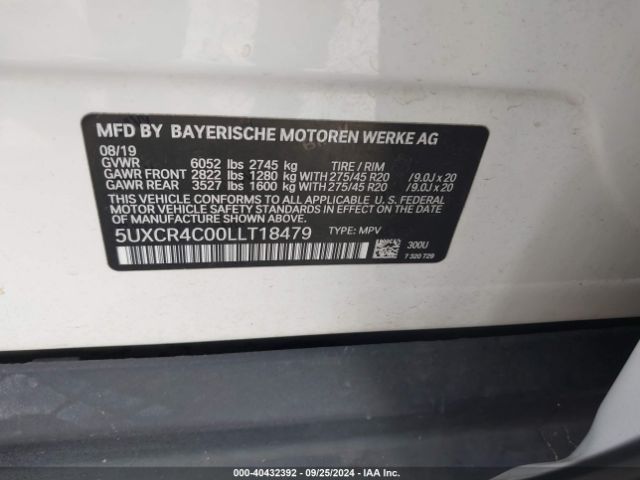 MFD BY BAYERISCHE MOTOREN WERKE AG
08/19
GVWR 6052 lbs 2745 kg TIRE / RIM
GAWR FRONT 2822 lbs 1280 kg WITH 275/45 R20 /9.0J x 20
GAWR REAR 3527 lbs 1600 kg WITH 275/45 R20 /9.0J x 20
THIS VEHICLE CONFORMS TO ALL APPLICABLE U. S. FEDERAL
MOTOR VEHICLE SAFETY STANDARDS IN EFFECT ON THE DATE
OF MANUFACTURE SHOWN ABOVE.
5UXCR4C00LLT18479 TYPE: MPV
300U
7 320 729
000-40432392 - 09/25/2024 - IAA Inc.